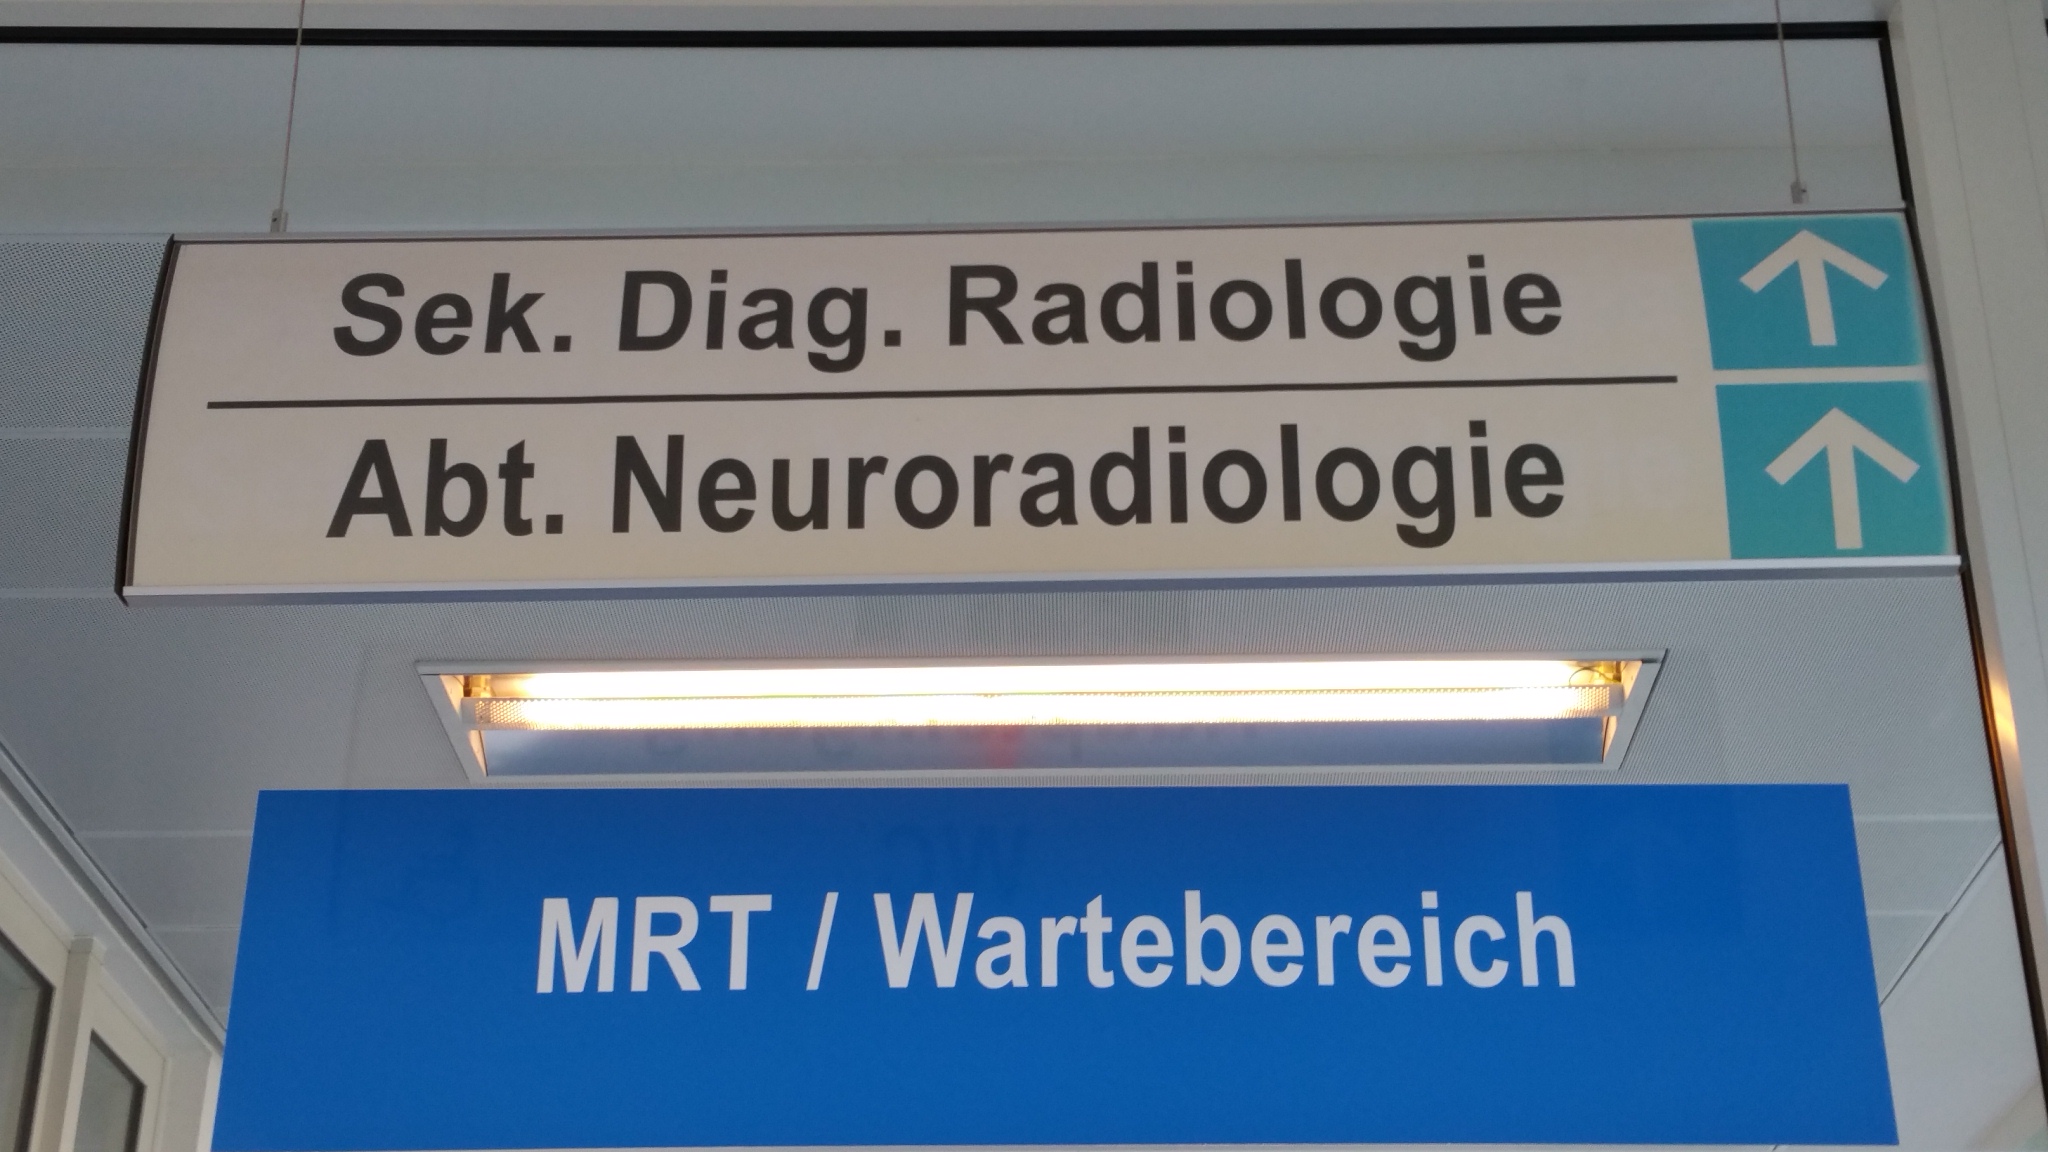 Sek. Diag. Radiologie
Abt. Neuroradiologie
MRT / Wartebereich